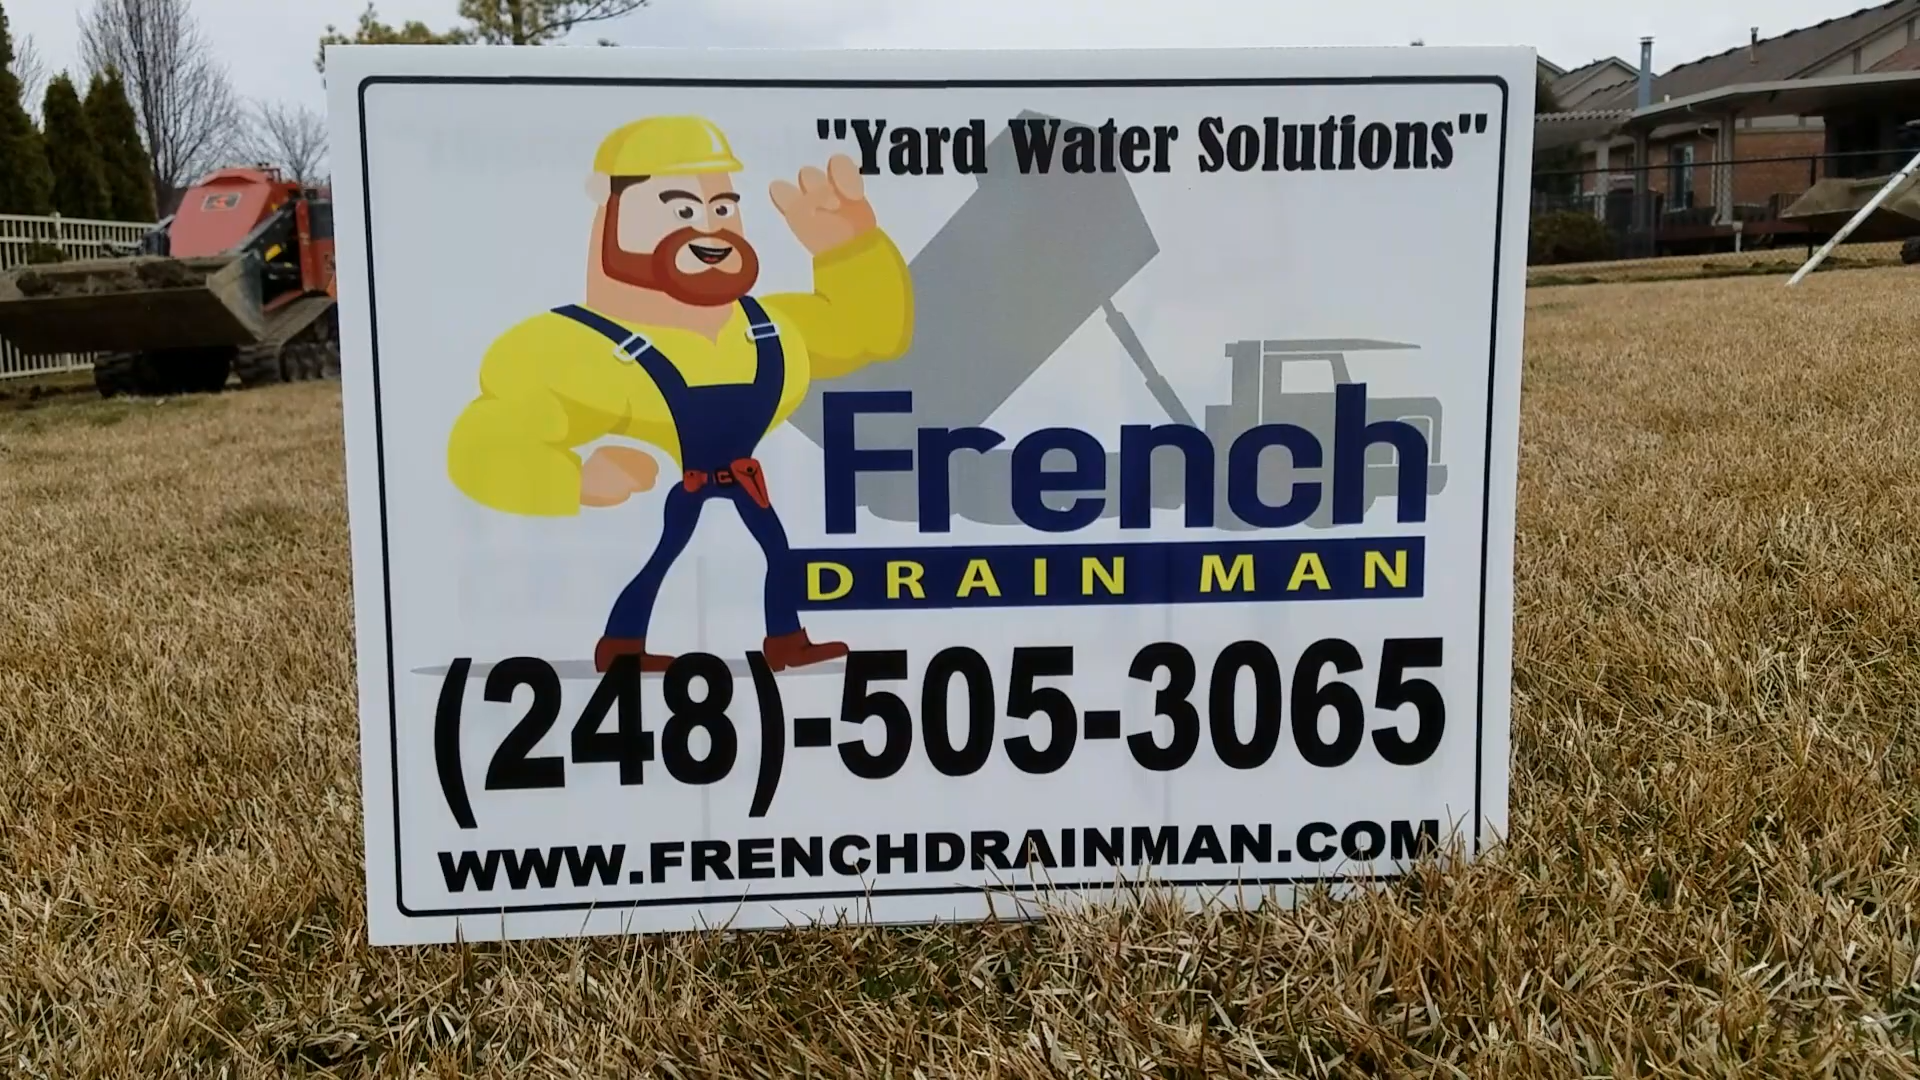 "Yard Water Solutions"
French
DRAIN MAN
(248)-505-3065
WWW.FRENCHDRAINMAN.COM